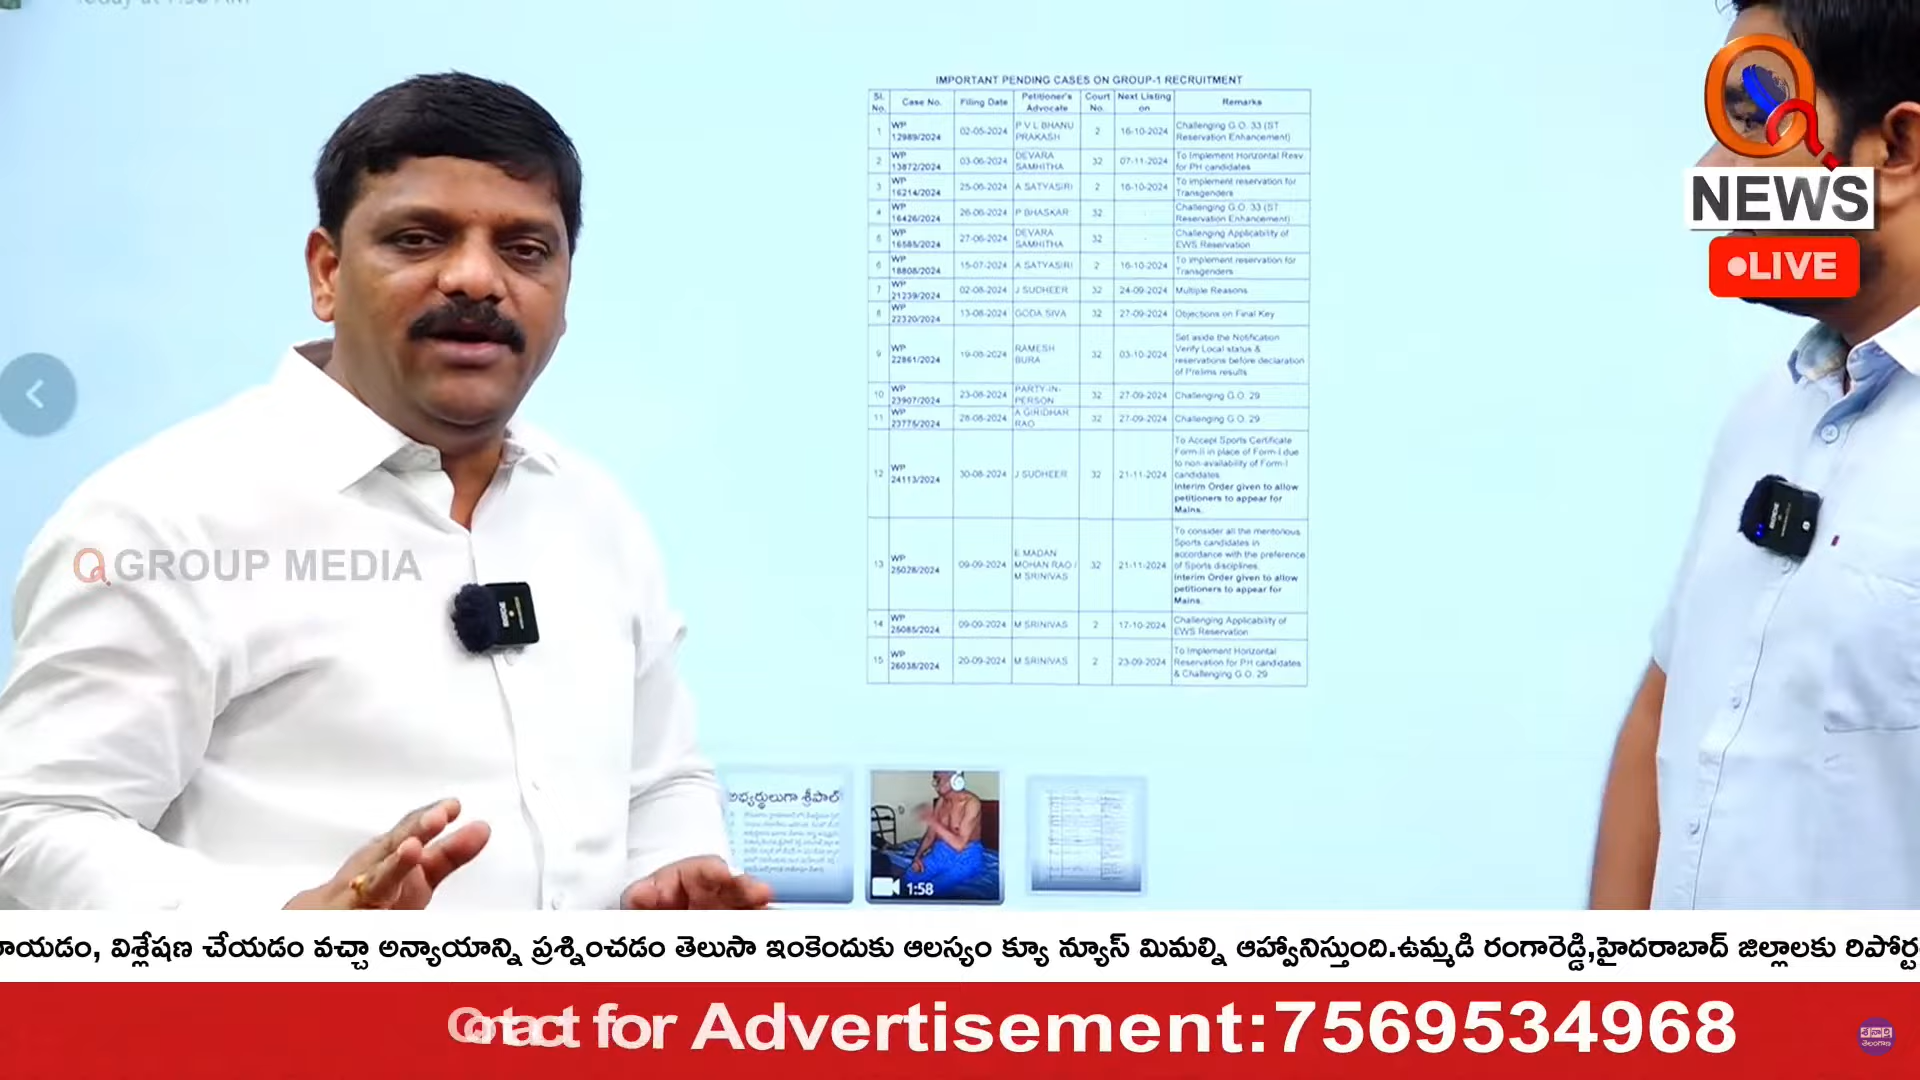 IMPORTANT PENDING CASES ON GROUP-1 RECRUITMENT
Sl. No. Case No. Filing Date Petitioner's Advocate Court No. Next Listing on Remarks
1 WP 12989/2024 02-05-2024 P V L BHANU PRAKASH 2 16-10-2024 Challenging G.O. 33 (ST Reservation Enhancement)
2 WP 13872/2024 03-06-2024 DEVARA SAMHITHA 32 07-11-2024 To Implement Horizontal Resv. for PH candidates
3 WP 16214/2024 25-06-2024 A SATYASIRI 2 16-10-2024 To implement reservation for Transgenders
4 WP 16426/2024 26-06-2024 P BHASKAR 32 Challenging G.O. 33 (ST Reservation Enhancement)
5 WP 16585/2024 27-06-2024 DEVARA SAMHITHA 32 Challenging Applicability of EWS Reservation
6 WP 18808/2024 15-07-2024 A SATYASIRI 2 16-10-2024 To implement reservation for Transgenders
7 WP 21239/2024 02-08-2024 J SUDHEER 32 24-09-2024 Multiple Reasons
8 WP 22320/2024 13-08-2024 GODA SIVA 32 27-09-2024 Objections on Final Key
9 WP 22861/2024 19-08-2024 RAMESH BURA 32 03-10-2024 Set aside the Notification Verify Local status & reservations before declaration of Prelims results
10 WP 23907/2024 23-08-2024 PARTY-IN-PERSON 32 27-09-2024 Challenging G.O. 29
11 WP 23775/2024 28-08-2024 A GIRIDHAR RAO 32 27-09-2024 Challenging G.O. 29
12 WP 24113/2024 30-08-2024 J SUDHEER 32 21-11-2024 To Accept Sports Certificate Form-II in place of Form-I due to non-availability of Form-I candidates. Interim Order given to allow petitioners to appear for Mains.
13 WP 25028/2024 09-09-2024 E MADAN MOHAN RAO / M SRINIVAS 32 21-11-2024 To consider all the meritorious Sports candidates in accordance with the preference of Sports disciplines. Interim Order given to allow petitioners to appear for Mains.
14 WP 25085/2024 09-09-2024 M SRINIVAS 2 17-10-2024 Challenging Applicability of EWS Reservation
15 WP 26038/2024 20-09-2024 M SRINIVAS 2 23-09-2024 To Implement Horizontal Reservation for PH candidates & Challenging G.O. 29
NEWS
LIVE
Q GROUP MEDIA
అభ్యర్థులుగా శ్రీపాల్
1:58
విశ్లేషణ చేయడం వచ్చా అన్యాయాన్ని ప్రశ్నించడం తెలుసా ఇంకెందుకు ఆలస్యం క్యూ న్యూస్ మిమల్ని ఆహ్వానిస్తుంది.ఉమ్మడి రంగారెడ్డి,హైదరాబాద్ జిల్లాలకు
for Advertisement:7569534968